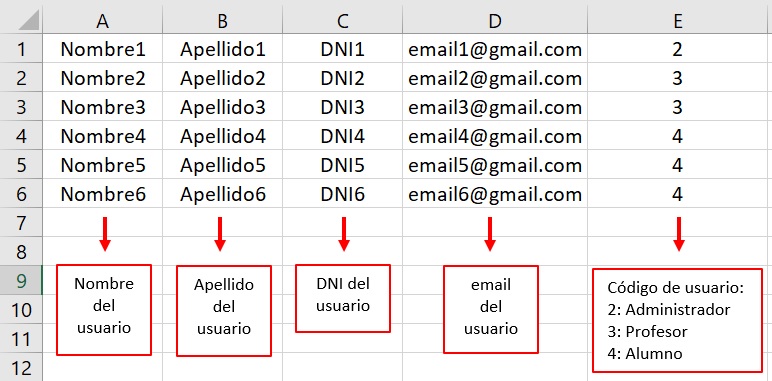 A B C D E
1 Nombre1 Apellido1 DNI1 email1@gmail.com 2
2 Nombre2 Apellido2 DNI2 email2@gmail.com 3
3 Nombre3 Apellido3 DNI3 email3@gmail.com 3
4 Nombre4 Apellido4 DNI4 email4@gmail.com 4
5 Nombre5 Apellido5 DNI5 email5@gmail.com 4
6 Nombre6 Apellido6 DNI6 email6@gmail.com 4
7
8
9
10
11
12
Nombre
del
usuario
Apellido
del
usuario
DNI del
usuario
email
del
usuario
Código de usuario:
2: Administrador
3: Profesor
4: Alumno